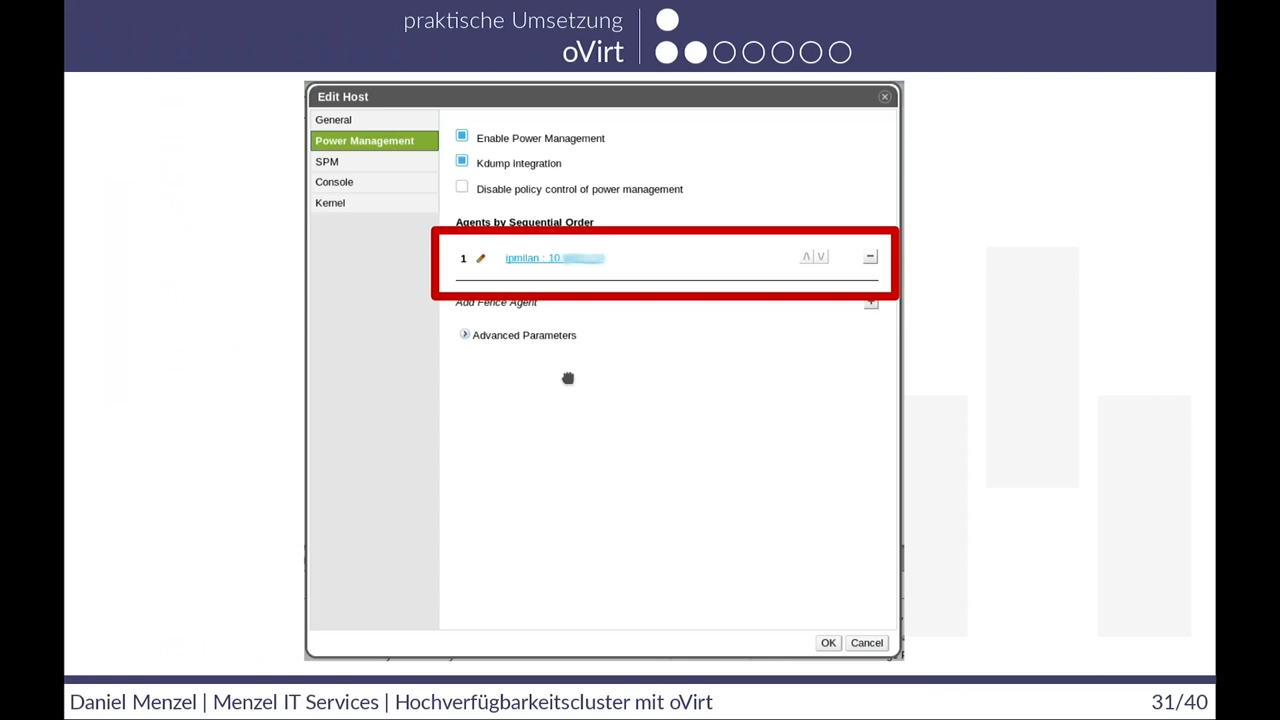 praktische Umsetzung
oVirt
Edit Host
General
Power Management
SPM
Console
Kernel
Enable Power Management
Kdump integration
Disable policy control of power management
Agents by Sequential Order
1 ipmilan : 10.
Add Fence Agent
Advanced Parameters
OK Cancel
Daniel Menzel | Menzel IT Services | Hochverfügbarkeitscluster mit oVirt 31/40